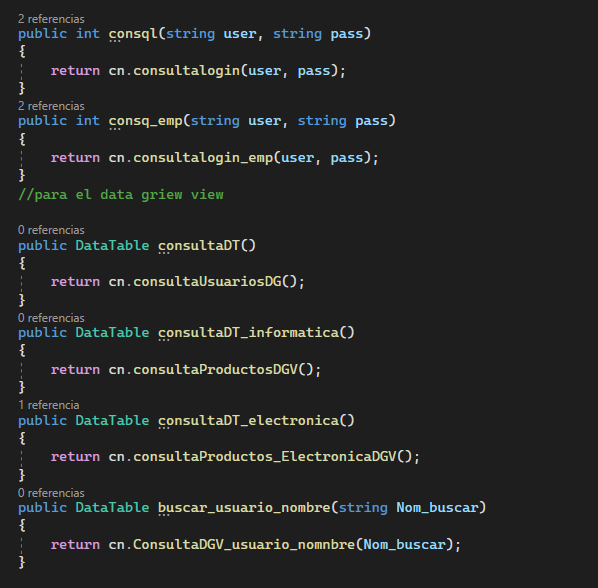 2 referencias
public int consql(string user, string pass)
{
return cn.consultalogin(user, pass);
}
2 referencias
public int consq_emp(string user, string pass)
{
return cn.consultalogin_emp(user, pass);
}
//para el data griew view
0 referencias
public DataTable consultaDT()
{
return cn.consultaUsuariosDG();
}
0 referencias
public DataTable consultaDT_informatica()
{
return cn.consultaProductosDGV();
}
1 referencia
public DataTable consultaDT_electronica()
{
return cn.consultaProductos_ElectronicaDGV();
}
0 referencias
public DataTable buscar_usuario_nombre(string Nom_buscar)
{
return cn.ConsultaDGV_usuario_nomnbre(Nom_buscar);
}